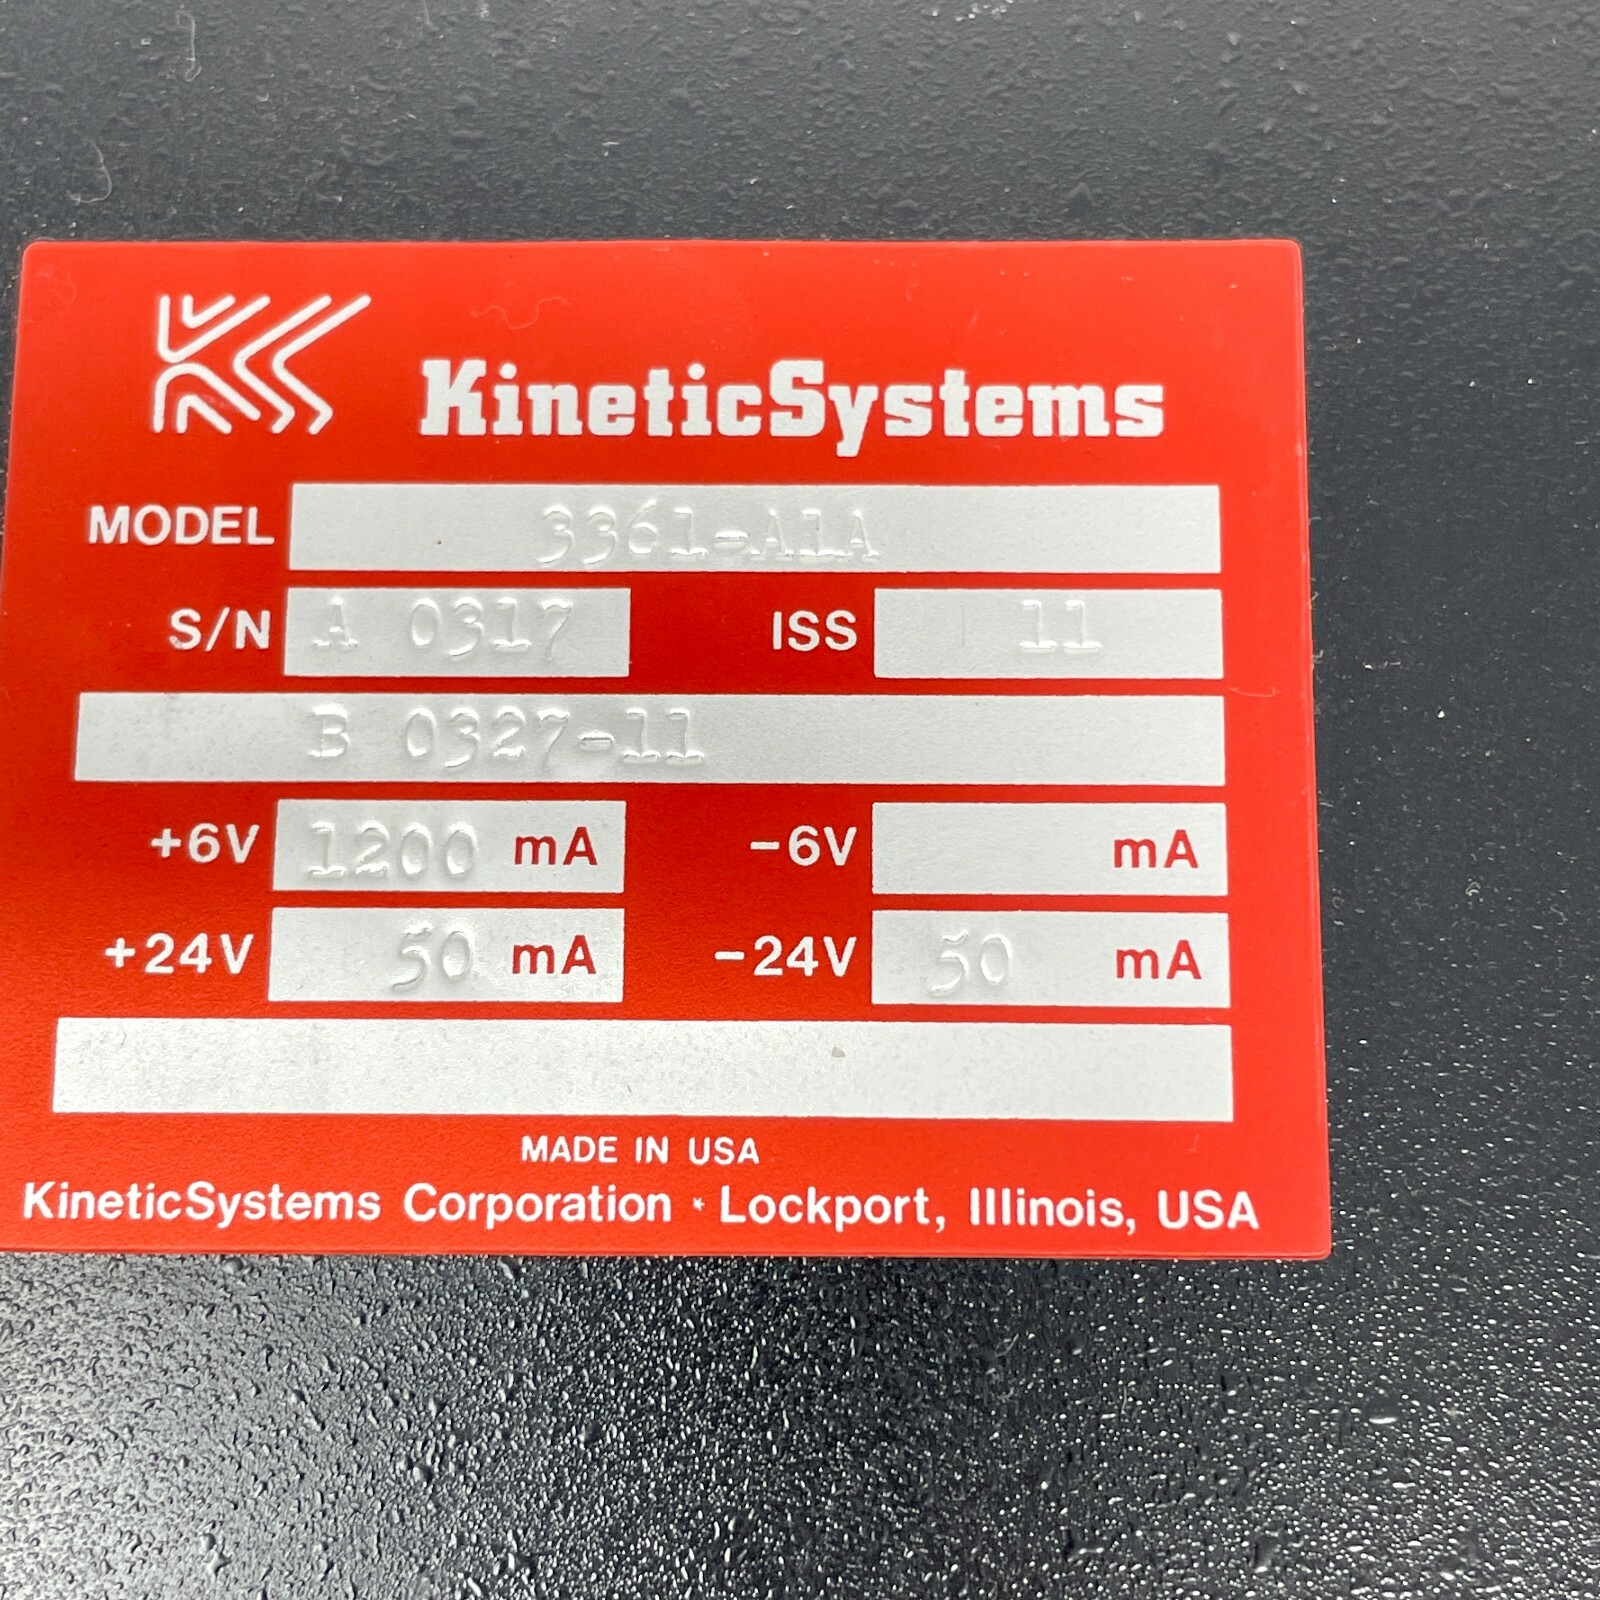 KineticSystems
MODEL 3361-A1A
S/N A 0317 ISS 11
B 0327-11
+6V 1200 mA -6V mA
+24V 50 mA -24V 50 mA
MADE IN USA
KineticSystems Corporation * Lockport, Illinois, USA